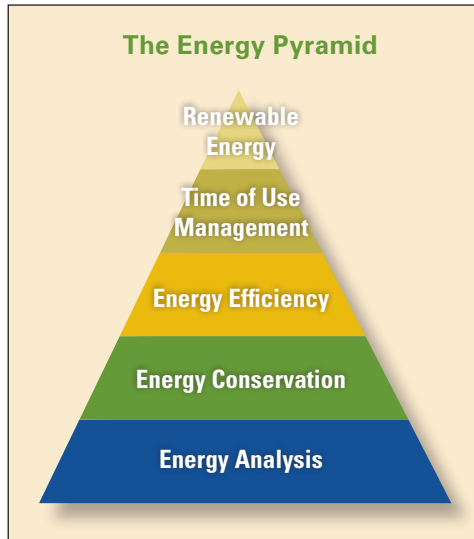 The Energy Pyramid
Renewable
Energy
Time of Use
Management
Energy Efficiency
Energy Conservation
Energy Analysis